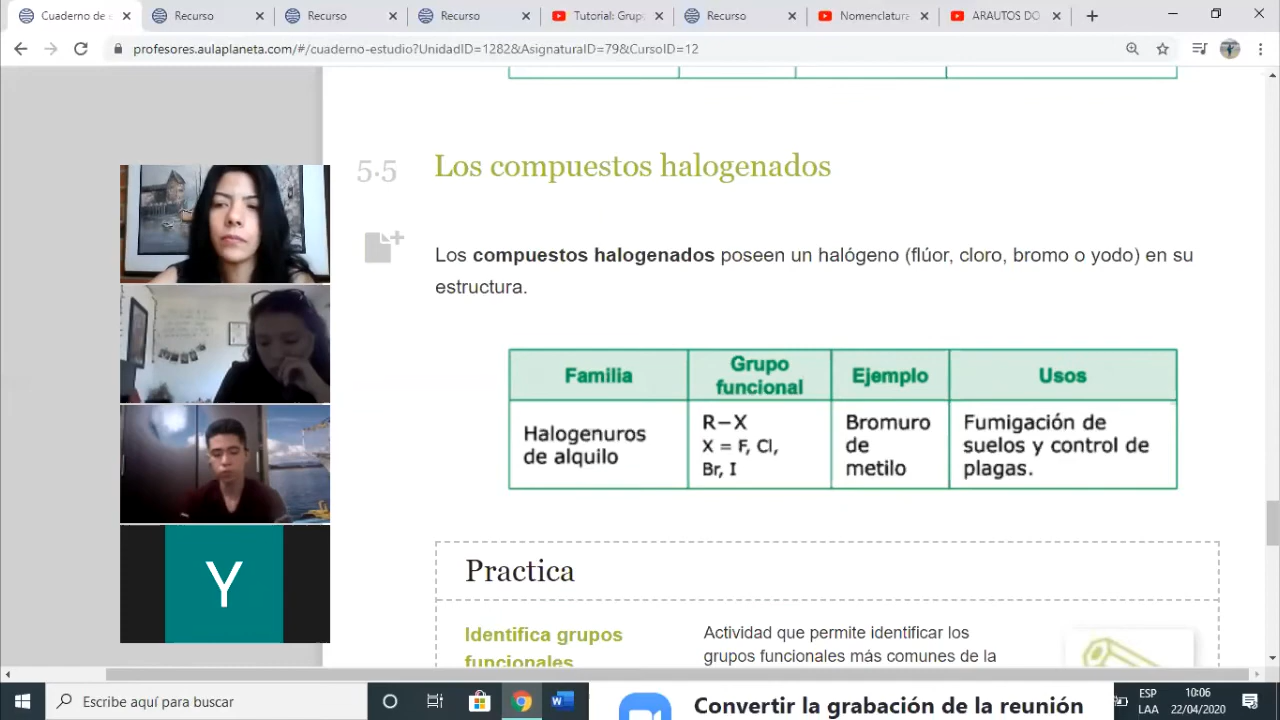 Cuaderno de e
Recurso
Recurso
Recurso
Tutorial: Grup
Recurso
Nomenclatura
ARAUTOS DO
profesores.aulaplaneta.com/#/cuaderno-estudio?UnidadID=1282&AsignaturaID=79&CursoID=12
5.5 Los compuestos halogenados
Los compuestos halogenados poseen un halógeno (flúor, cloro, bromo o yodo) en su
estructura.
Familia
Grupo
funcional
Ejemplo
Usos
Halogenuros
de alquilo
R–X
X = F, Cl,
Br, I
Bromuro
de
metilo
Fumigación de
suelos y control de
plagas.
Practica
Identifica grupos
funcionales
Actividad que permite identificar los
grupos funcionales más comunes de la
Y
Escribe aquí para buscar
Convertir la grabación de la reunión
ESP
LAA
10:06
22/04/2020